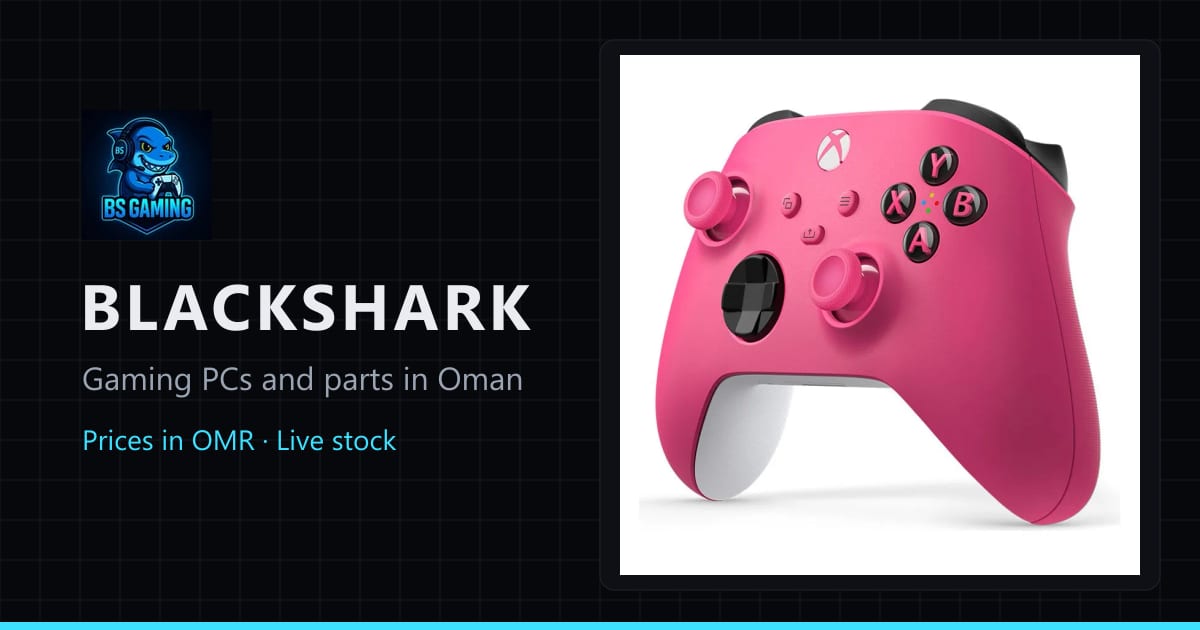 BS
BS GAMING
BLACKSHARK
Gaming PCs and parts in Oman
Prices in OMR · Live stock
Y
X
B
A